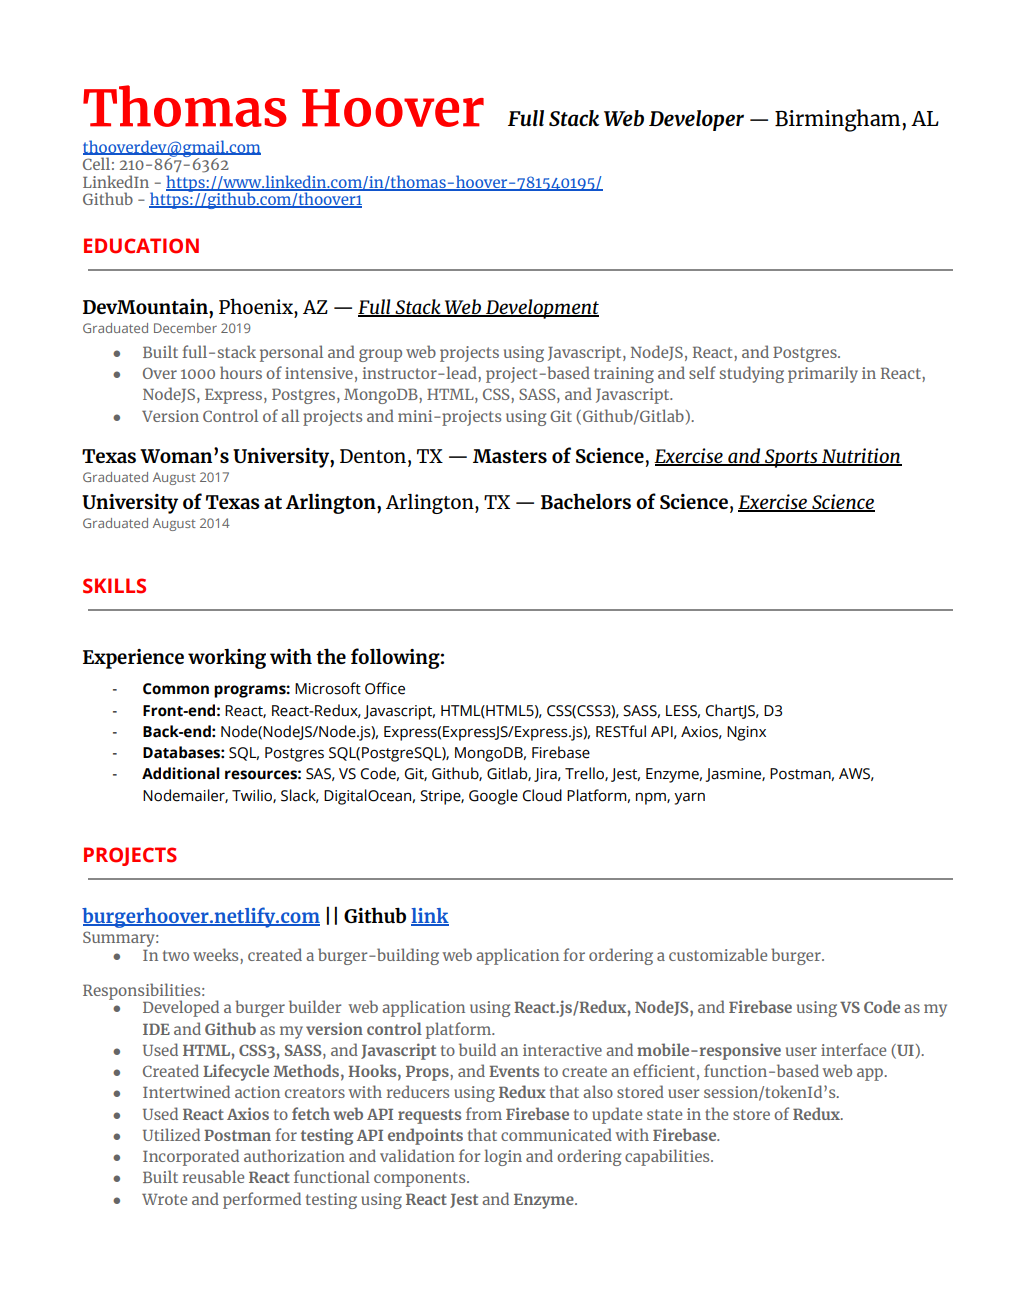 Thomas Hoover Full Stack Web Developer — Birmingham, AL
thooverdev@gmail.com
Cell: 210-867-6362
LinkedIn - https://www.linkedin.com/in/thomas-hoover-781540195/
Github - https://github.com/thoover1
EDUCATION
DevMountain, Phoenix, AZ — Full Stack Web Development
Graduated December 2019
● Built full-stack personal and group web projects using Javascript, NodeJS, React, and Postgres.
● Over 1000 hours of intensive, instructor-lead, project-based training and self studying primarily in React,
NodeJS, Express, Postgres, MongoDB, HTML, CSS, SASS, and Javascript.
● Version Control of all projects and mini-projects using Git (Github/Gitlab).
Texas Woman’s University, Denton, TX — Masters of Science, Exercise and Sports Nutrition
Graduated August 2017
University of Texas at Arlington, Arlington, TX — Bachelors of Science, Exercise Science
Graduated August 2014
SKILLS
Experience working with the following:
- Common programs: Microsoft Office
- Front-end: React, React-Redux, Javascript, HTML(HTML5), CSS(CSS3), SASS, LESS, ChartJS, D3
- Back-end: Node(NodeJS/Node.js), Express(ExpressJS/Express.js), RESTful API, Axios, Nginx
- Databases: SQL, Postgres SQL(PostgreSQL), MongoDB, Firebase
- Additional resources: SAS, VS Code, Git, Github, Gitlab, Jira, Trello, Jest, Enzyme, Jasmine, Postman, AWS,
Nodemailer, Twilio, Slack, DigitalOcean, Stripe, Google Cloud Platform, npm, yarn
PROJECTS
burgerhoover.netlify.com || Github link
Summary:
● In two weeks, created a burger-building web application for ordering a customizable burger.
Responsibilities:
● Developed a burger builder web application using React.js/Redux, NodeJS, and Firebase using VS Code as my
IDE and Github as my version control platform.
● Used HTML, CSS3, SASS, and Javascript to build an interactive and mobile-responsive user interface (UI).
● Created Lifecycle Methods, Hooks, Props, and Events to create an efficient, function-based web app.
● Intertwined action creators with reducers using Redux that also stored user session/tokenId’s.
● Used React Axios to fetch web API requests from Firebase to update state in the store of Redux.
● Utilized Postman for testing API endpoints that communicated with Firebase.
● Incorporated authorization and validation for login and ordering capabilities.
● Built reusable React functional components.
● Wrote and performed testing using React Jest and Enzyme.